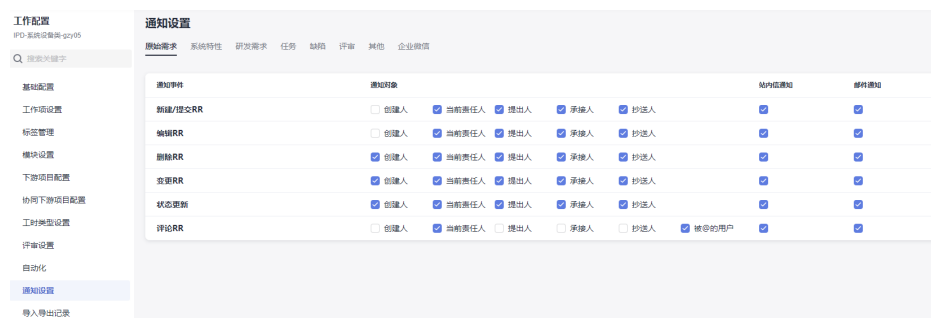 工作配置
IPD-系统设备类-gzy05
搜索关键字
基础配置
工作项设置
标签管理
模块设置
下游项目配置
协同下游项目配置
工时类型设置
评审设置
自动化
通知设置
导入导出记录
通知设置
原始需求 系统特性 研发需求 任务 缺陷 评审 其他 企业微信
通知事件 通知对象 站内信通知 邮件通知
新建/提交RR 创建人 当前责任人 提出人 承接人 抄送人
编辑RR 创建人 当前责任人 提出人 承接人 抄送人
删除RR 创建人 当前责任人 提出人 承接人 抄送人
变更RR 创建人 当前责任人 提出人 承接人 抄送人
状态更新 创建人 当前责任人 提出人 承接人 抄送人
评论RR 创建人 当前责任人 提出人 承接人 抄送人 被@的用户